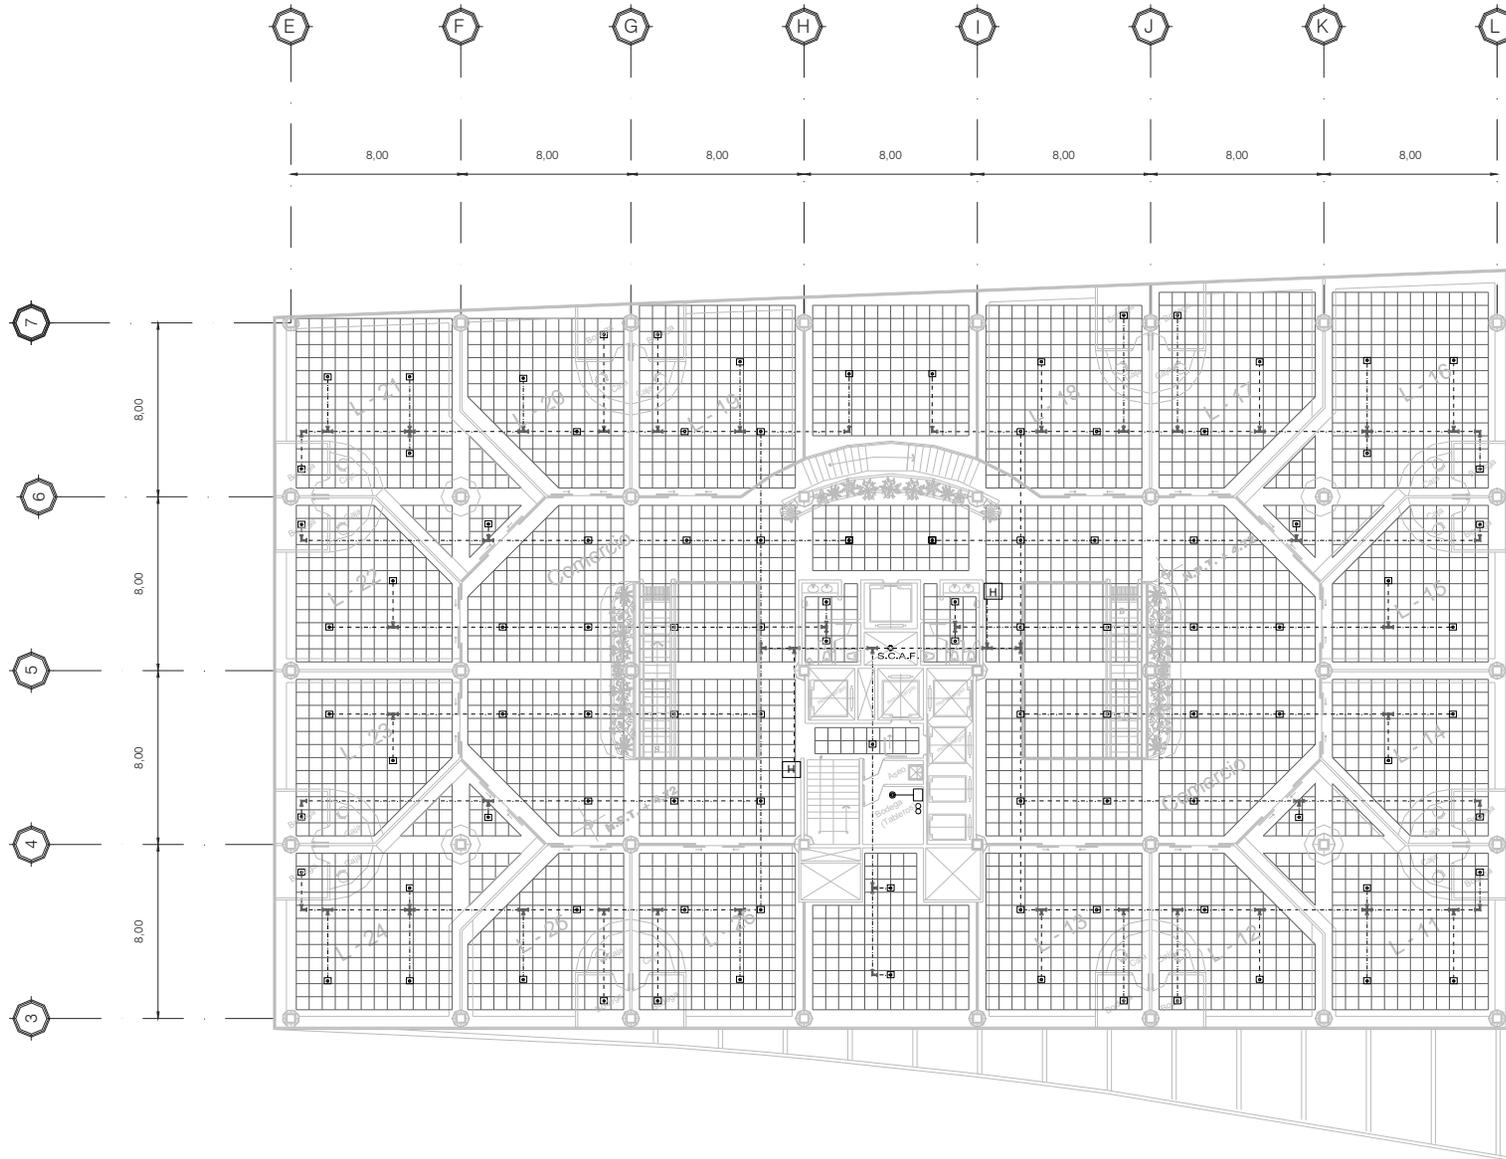 E F G H I J K L
8,00 8,00 8,00 8,00 8,00 8,00 8,00
7
8,00
L - 21
L - 20
L - 19
L - 18
L - 17
L - 16
6
8,00
Comercio
L - 22
L - 15
H
S.C.A.F.
5
8,00
L - 23
L - 14
H
Aseo
Bodega
Comercio
4
8,00
L - 24
L - 25
L - 26
L - 13
L - 12
L - 11
3